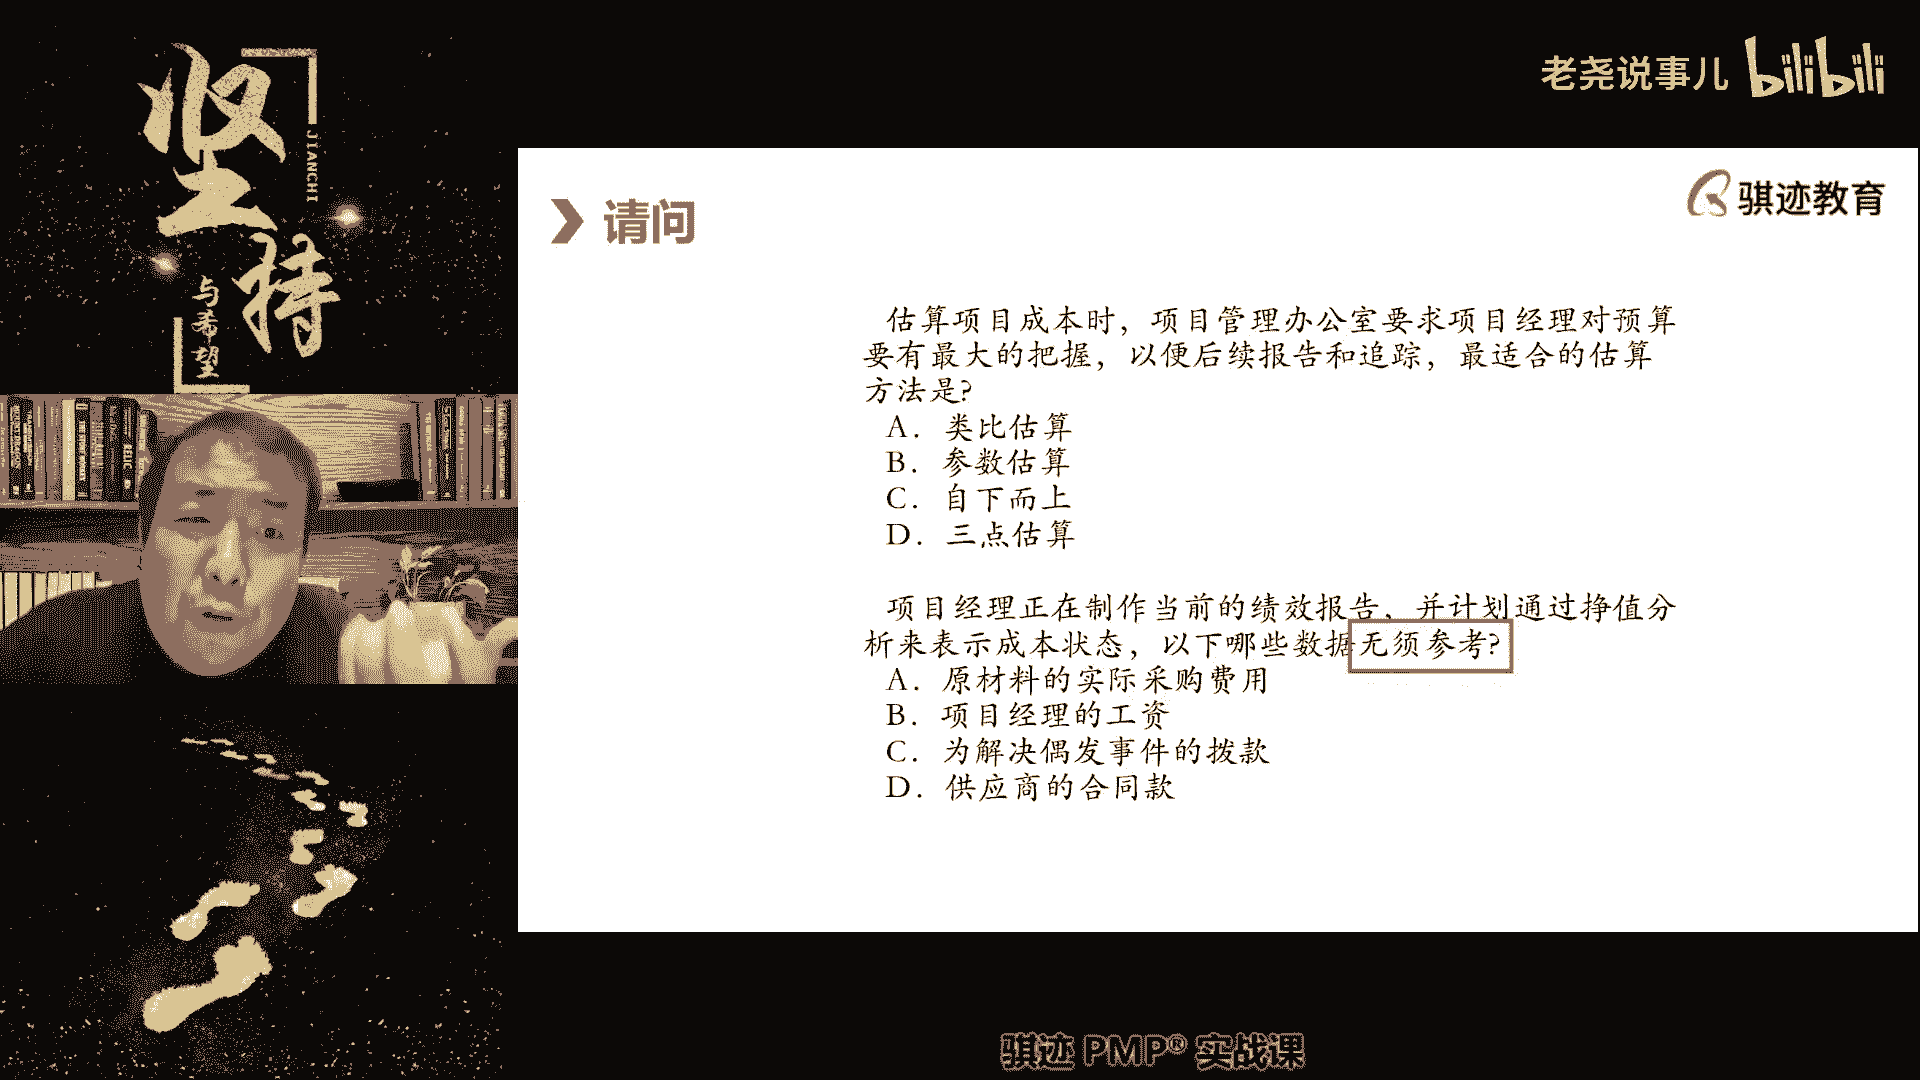 坚持
JIANCHI
与希望
老尧说事儿 bilibili
骐迹教育
请问
估算项目成本时，项目管理办公室要求项目经理对预算
要有最大的把握，以便后续报告和追踪，最适合的估算
方法是?
A. 类比估算
B. 参数估算
C. 自下而上
D. 三点估算
项目经理正在制作当前的绩效报告，并计划通过挣值分
析来表示成本状态，以下哪些数据无须参考?
A. 原材料的实际采购费用
B. 项目经理的工资
C. 为解决偶发事件的拨款
D. 供应商的合同款
骐迹 PMP® 实战课